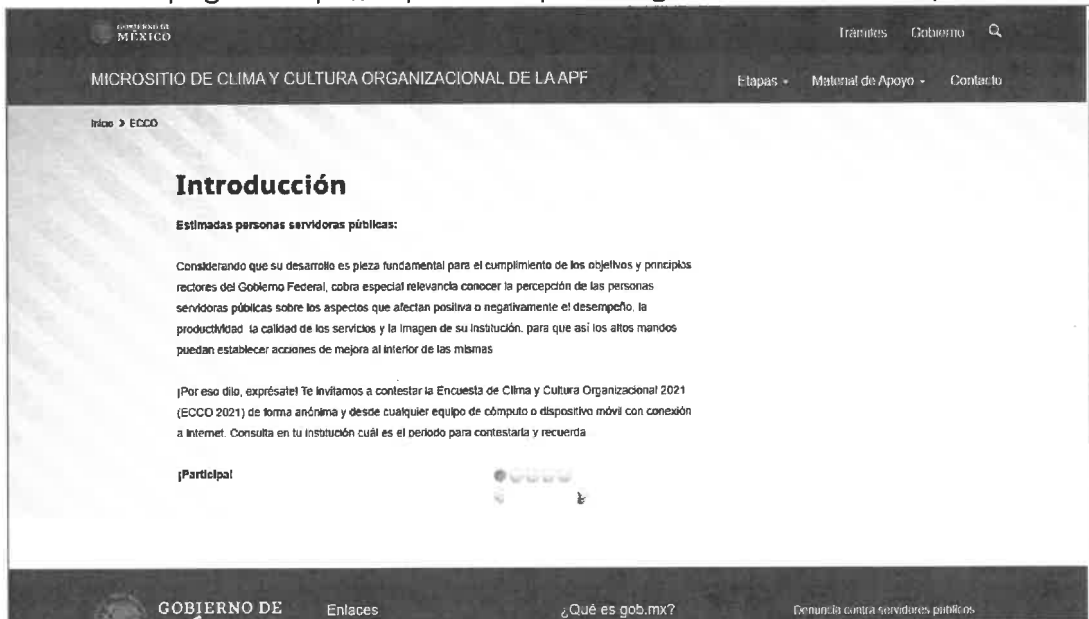 GOBIERNO DE
MÉXICO
Trámites Gobierno
MICROSITIO DE CLIMA Y CULTURA ORGANIZACIONAL DE LA APF
Etapas Material de Apoyo Contacto
Inicio > ECCO
Introducción
Estimadas personas servidoras públicas:
Considerando que su desarrollo es pieza fundamental para el cumplimiento de los objetivos y principios
rectores del Gobierno Federal, cobra especial relevancia conocer la percepción de las personas
servidoras públicas sobre los aspectos que afectan positiva o negativamente el desempeño, la
productividad la calidad de los servicios y la imagen de su institución, para que así los altos mandos
puedan establecer acciones de mejora al interior de las mismas
¡Por eso dilo, exprésate! Te invitamos a contestar la Encuesta de Clima y Cultura Organizacional 2021
(ECCO 2021) de forma anónima y desde cualquier equipo de cómputo o dispositivo móvil con conexión
a Internet. Consulta en tu institución cuál es el periodo para contestarla y recuerda
¡Participa!
GOBIERNO DE
Enlaces
¿Qué es gob.mx?
Denuncia contra servidores públicos